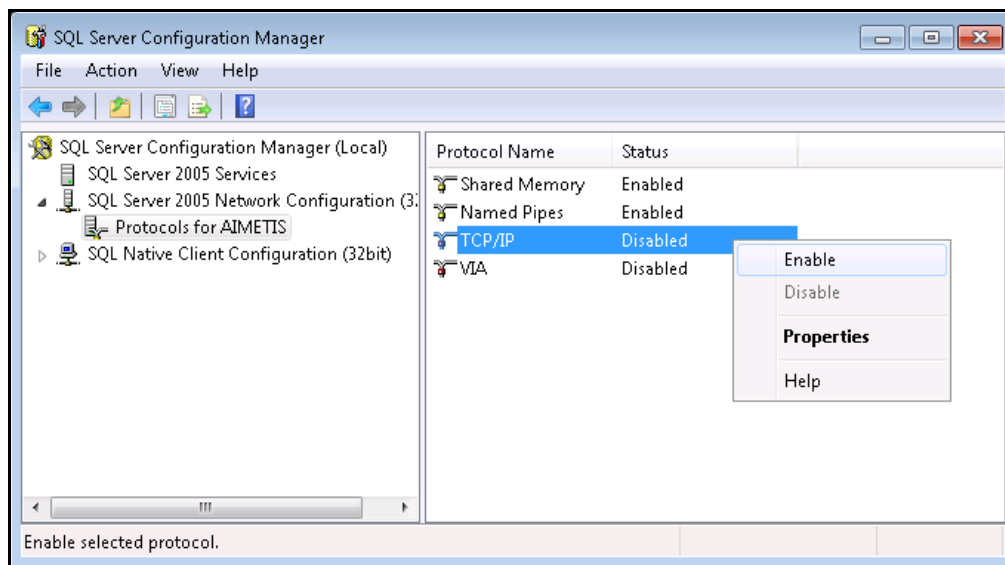 SQL Server Configuration Manager
File Action View Help
SQL Server Configuration Manager (Local)
SQL Server 2005 Services
SQL Server 2005 Network Configuration (3
Protocols for AIMETIS
SQL Native Client Configuration (32bit)
Protocol Name Status
Shared Memory Enabled
Named Pipes Enabled
TCP/IP Disabled
VIA Disabled
Enable
Disable
Properties
Help
Enable selected protocol.